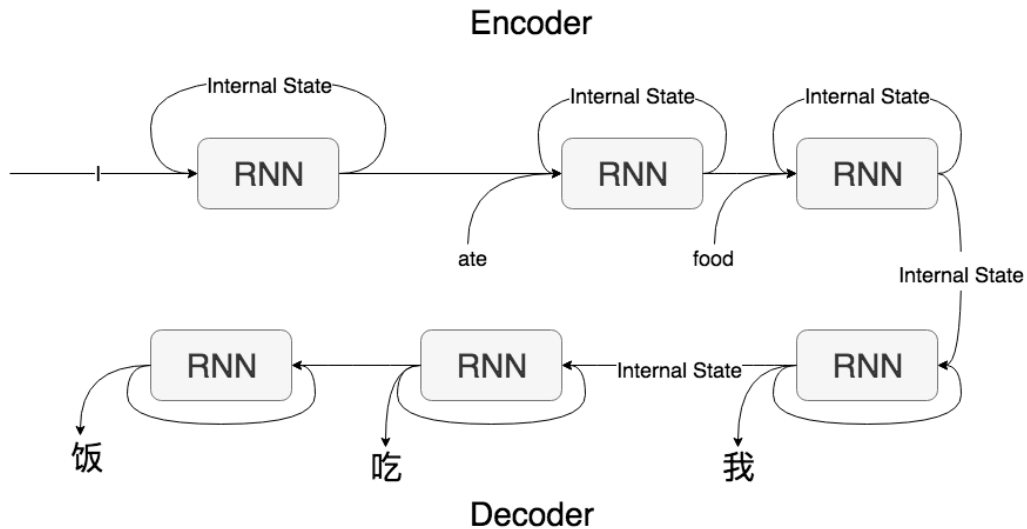 Encoder
Internal State
Internal State
Internal State
I
RNN
RNN
RNN
ate
food
Internal State
RNN
RNN
Internal State
RNN
饭
吃
我
Decoder